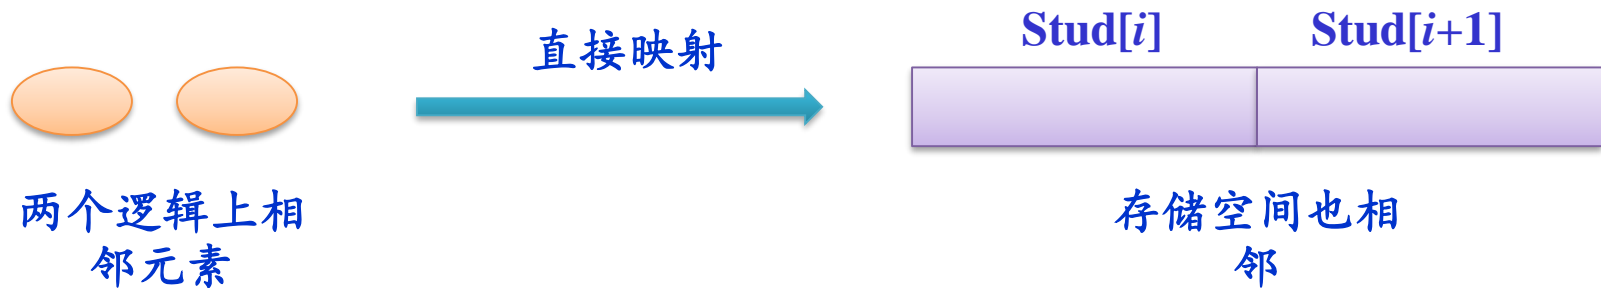 直接映射
Stud[i]
Stud[i+1]
两个逻辑上相
邻元素
存储空间也相
邻